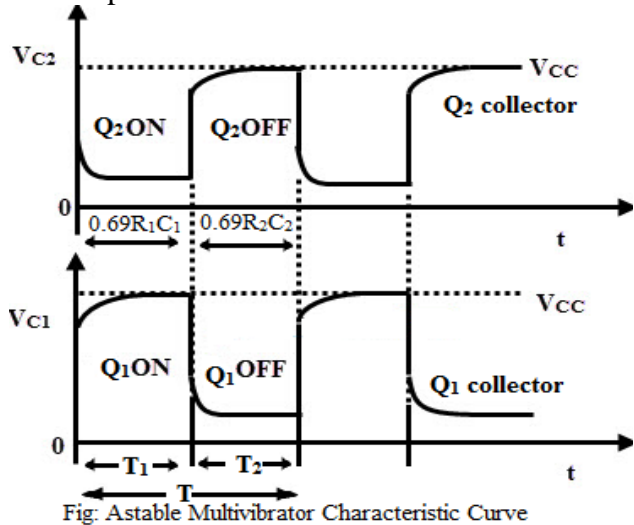 VC2
VCC
Q2ON Q2OFF Q2 collector
0
0.69R1C1 0.69R2C2
t
VC1
VCC
Q1ON Q1OFF Q1 collector
0
T1 T2 t
T
Fig: Astable Multivibrator Characteristic Curve